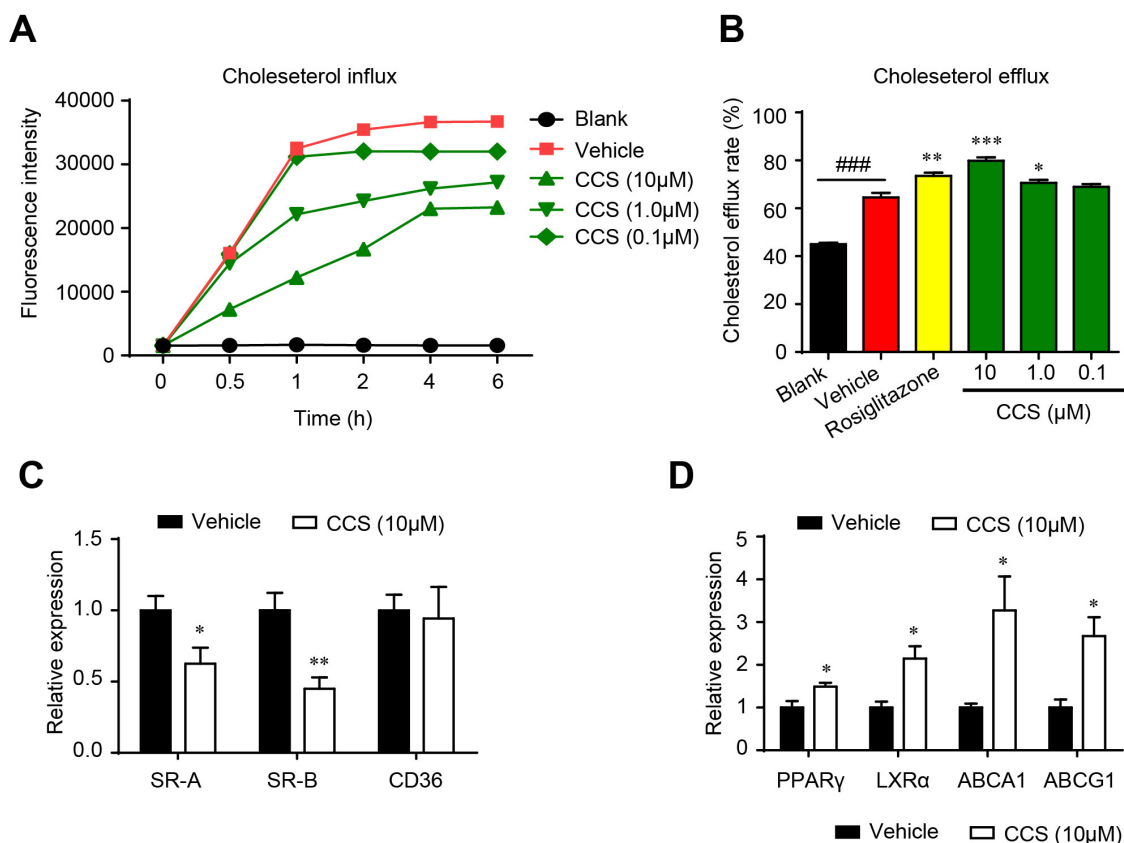 A
Choleseterol influx
Fluorescence intensity
40000
30000
20000
10000
0
0 0.5 1 2 4 6
Time (h)
Blank
Vehicle
CCS (10µM)
CCS (1.0µM)
CCS (0.1µM)
B
Choleseterol efflux
Cholesterol efflux rate (%)
100
80
60
40
20
0
###
**
***
*
Blank
Vehicle
Rosiglitazone
10 1.0 0.1
CCS (µM)
C
Vehicle CCS (10µM)
Relative expression
1.5
1.0
0.5
0.0
*
**
SR-A SR-B CD36
D
Vehicle CCS (10µM)
Relative expression
5
4
3
2
1
0
*
*
*
*
PPARγ LXRα ABCA1 ABCG1
Vehicle CCS (10µM)